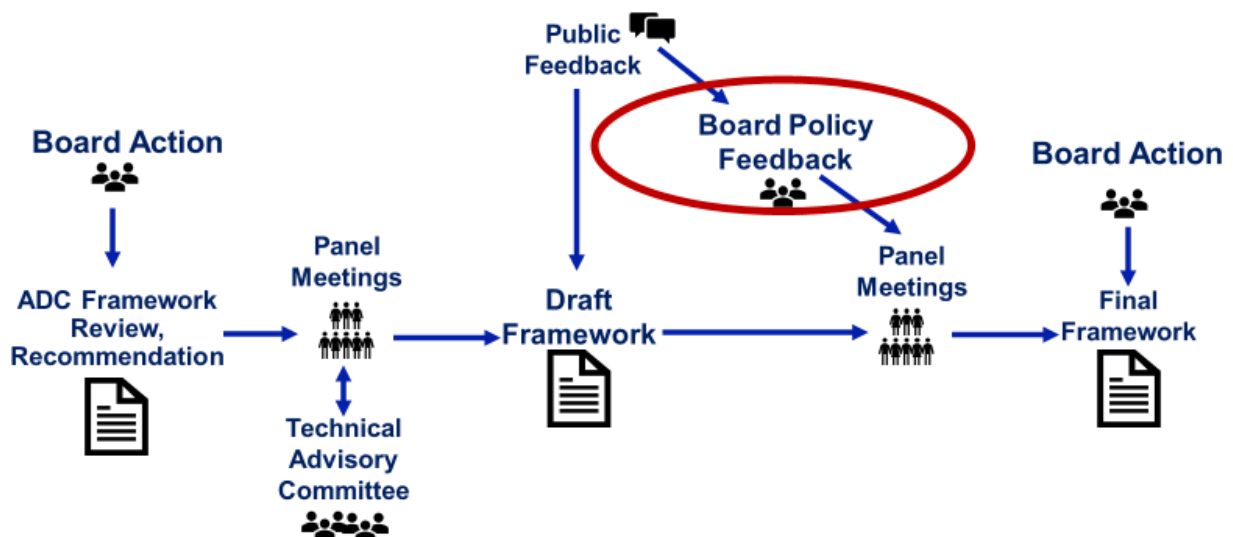 Public
Feedback
Board Policy
Feedback
Board Action
Board Action
Panel
Meetings
Panel
Meetings
ADC Framework
Review,
Recommendation
Draft
Framework
Final
Framework
Technical
Advisory
Committee